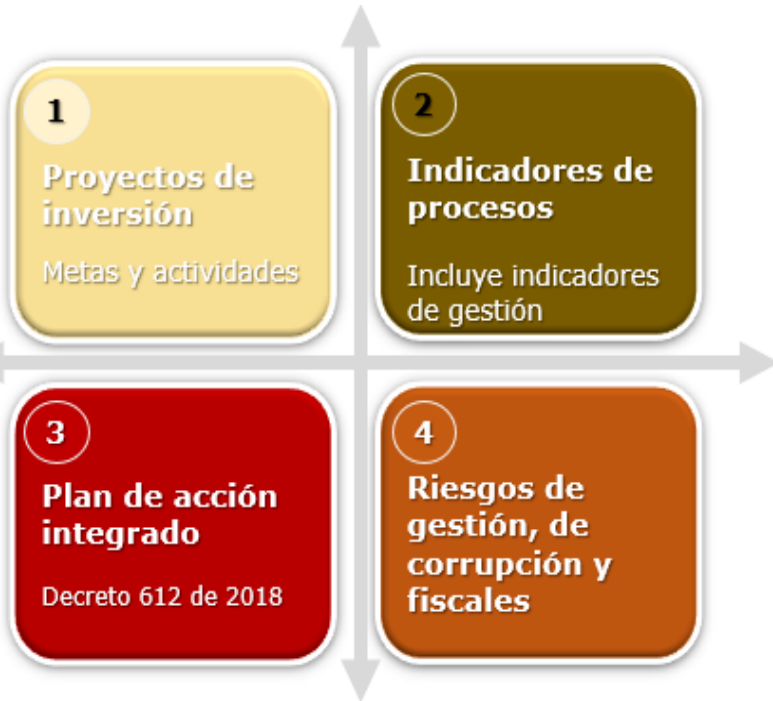 1
Proyectos de
inversión
Metas y actividades
2
Indicadores de
procesos
Incluye indicadores
de gestión
3
Plan de acción
integrado
Decreto 612 de 2018
4
Riesgos de
gestión, de
corrupción y
fiscales